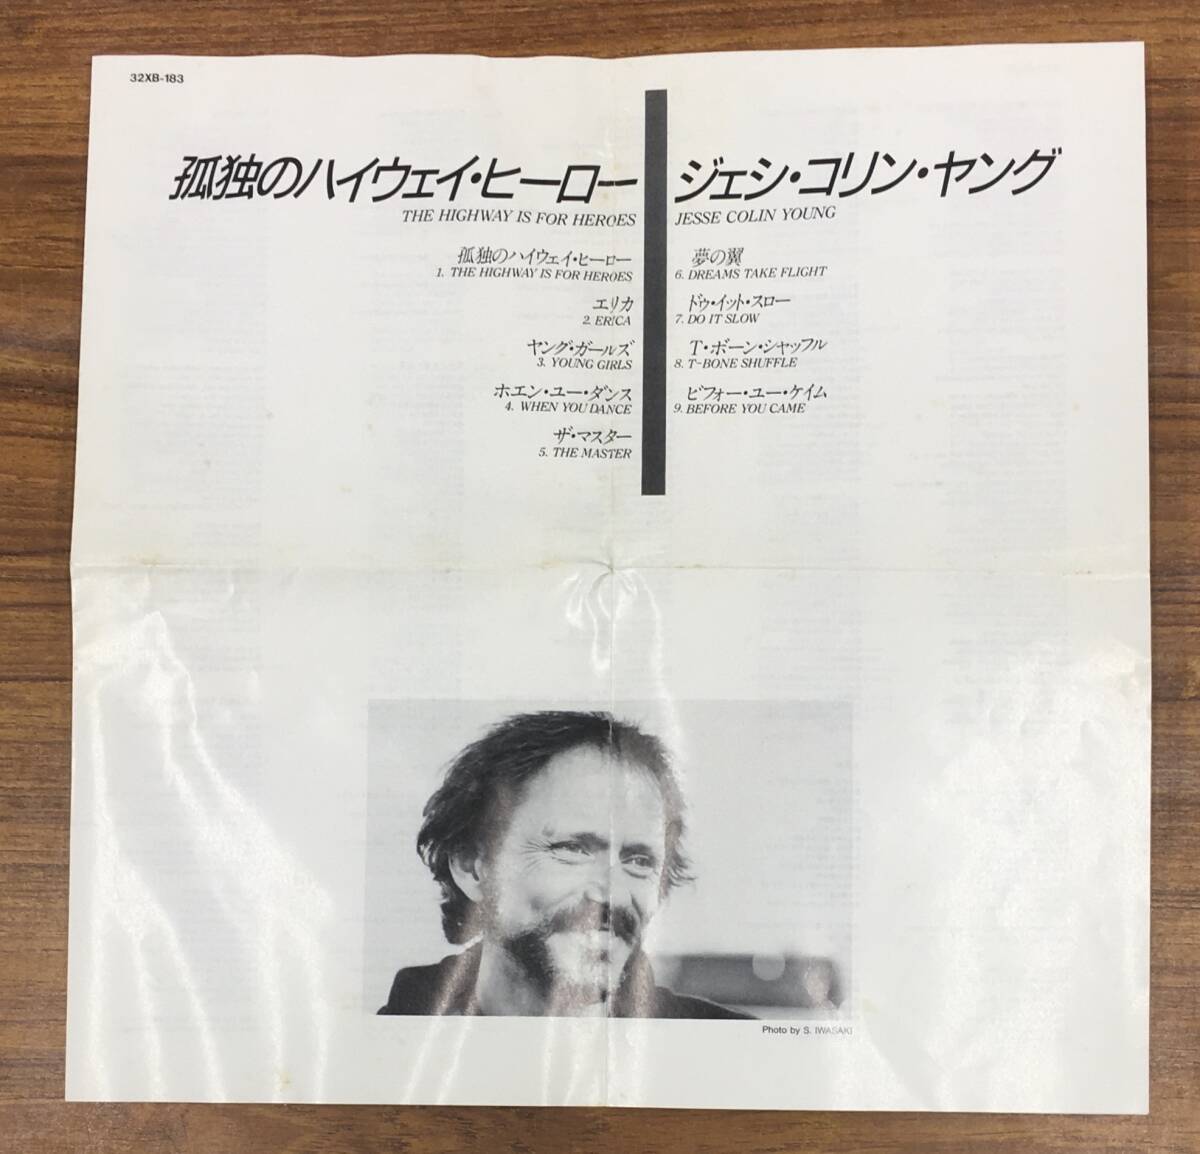 32XB-183
孤独のハイウェイ・ヒーロー
THE HIGHWAY IS FOR HEROES
ジェシ・コリン・ヤング
JESSE COLIN YOUNG
孤独のハイウェイ・ヒーロー
1. THE HIGHWAY IS FOR HEROES
エリカ
2. ERICA
ヤング・ガールズ
3. YOUNG GIRLS
ホエン・ユー・ダンス
4. WHEN YOU DANCE
ザ・マスター
5. THE MASTER
夢の翼
6. DREAMS TAKE FLIGHT
ドゥ・イット・スロー
7. DO IT SLOW
T・ボーン・シャッフル
8. T-BONE SHUFFLE
ビフォー・ユー・ケイム
9. BEFORE YOU CAME
Photo by S. IWASAKI